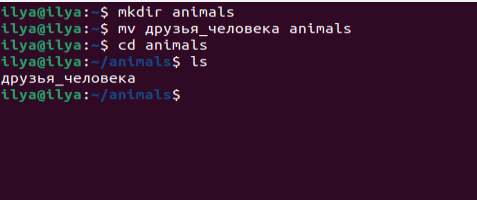 ilya@ilya:~$ mkdir animals
ilya@ilya:~$ mv друзья_человека animals
ilya@ilya:~$ cd animals
ilya@ilya:~/animals$ ls
друзья_человека
ilya@ilya:~/animals$